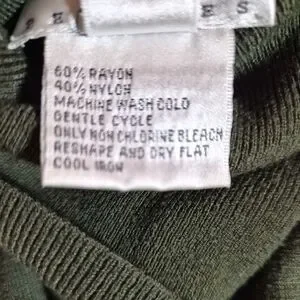 60% RAYON
40% NYLON
MACHINE WASH COLD
GENTLE CYCLE
ONLY NON CHLORINE BLEACH
RESHAPE AND DRY FLAT
COOL IRON